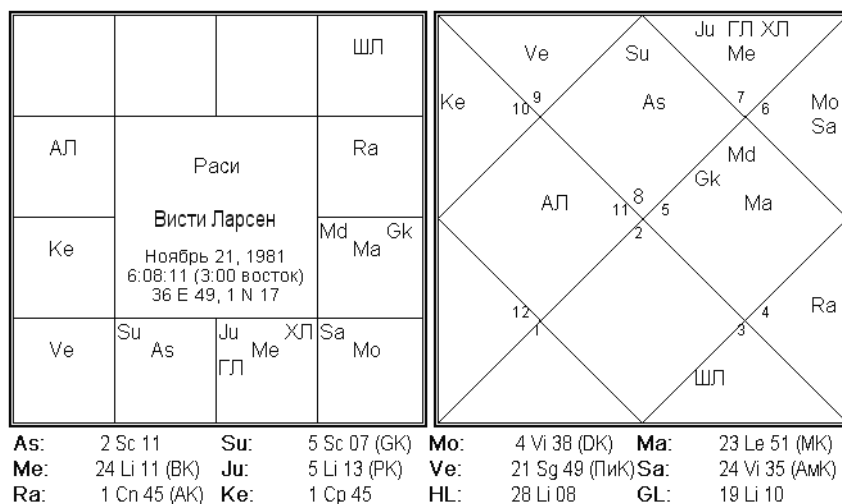 ШЛ
АЛ
Ra
Ke
Md Gk
Ma
Ve
Su
As
Ju ХЛ
Me
ГЛ
Sa
Mo
Раси
Висти Ларсен
Ноябрь 21, 1981
6:08:11 (3:00 восток)
36 E 49, 1 N 17
Ju ГЛ ХЛ
Me
Ve
Su
Ke
9
10
As
7
6
Mo
Sa
Md
Gk
АЛ
8
11 5
2
Ma
12
1
4
3
Ra
ШЛ
As: 2 Sc 11 Su: 5 Sc 07 (GK) Mo: 4 Vi 38 (DK) Ma: 23 Le 51 (MK)
Me: 24 Li 11 (BK) Ju: 5 Li 13 (PK) Ve: 21 Sg 49 (ПиК) Sa: 24 Vi 35 (АмК)
Ra: 1 Cn 45 (AK) Ke: 1 Cp 45 HL: 28 Li 08 GL: 19 Li 10